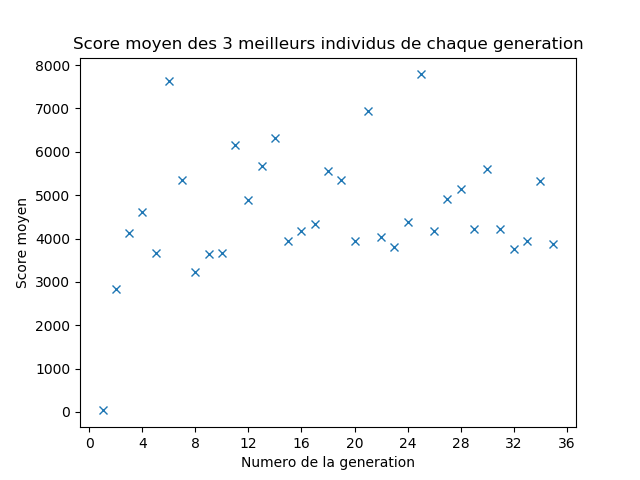 Score moyen des 3 meilleurs individus de chaque generation
8000
7000
6000
5000
4000
3000
2000
1000
0
Score moyen
0 4 8 12 16 20 24 28 32 36
Numero de la generation